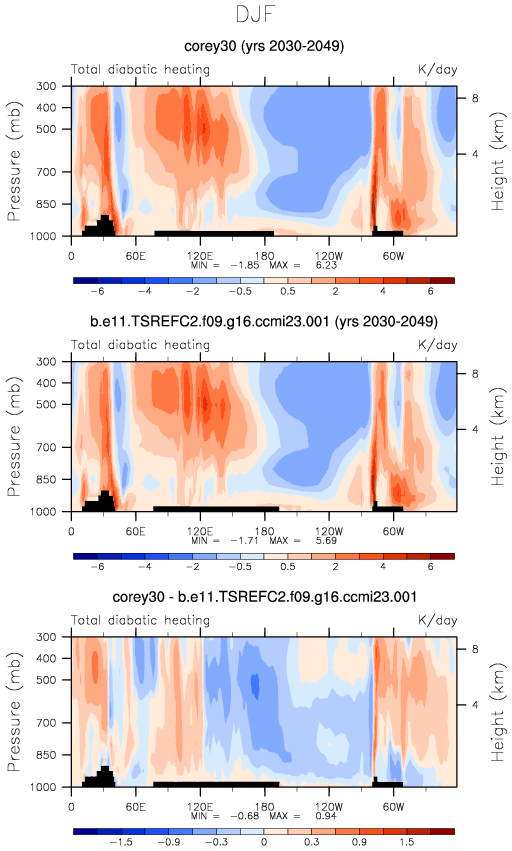 DJF
corey30 (yrs 2030-2049)
Total diabatic heating K/day
Pressure (mb)
300
500
700
850
1000
Height (km)
8
4
0 60E 120E 180 120W 60W
MIN = -1.85 MAX = 6.23
-6 -4 -2 -0.5 0.5 2 4 6
b.e11.TSREFC2.f09.g16.ccmi23.001 (yrs 2030-2049)
Total diabatic heating K/day
Pressure (mb)
300
500
700
850
1000
Height (km)
8
4
0 60E 120E 180 120W 60W
MIN = -1.71 MAX = 5.69
-6 -4 -2 -0.5 0.5 2 4 6
corey30 - b.e11.TSREFC2.f09.g16.ccmi23.001
Total diabatic heating K/day
Pressure (mb)
300
500
700
850
1000
Height (km)
8
4
0 60E 120E 180 120W 60W
MIN = -0.68 MAX = 0.94
-1.5 -0.9 -0.3 0 0.3 0.9 1.5